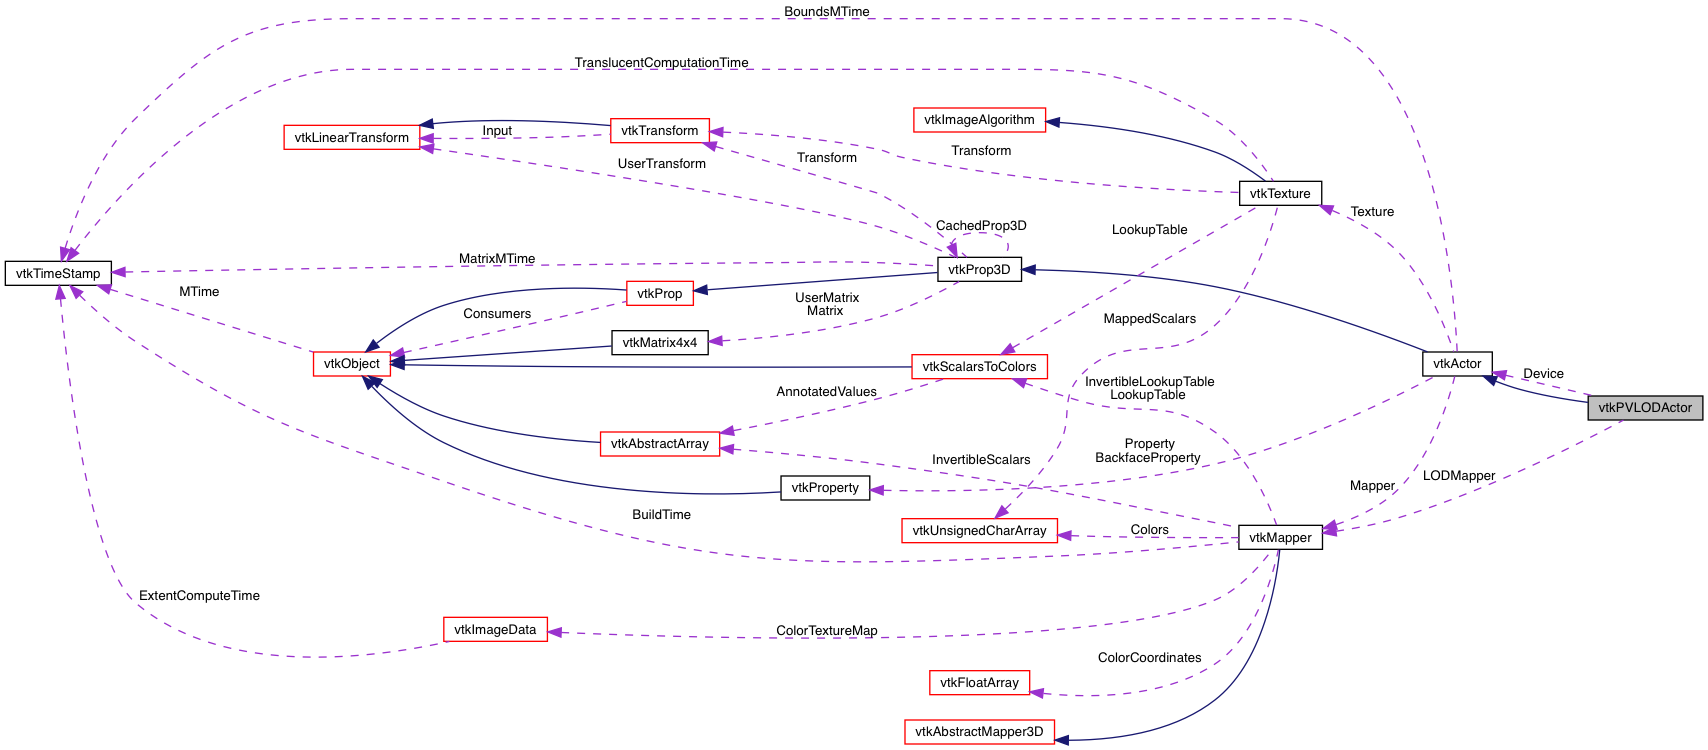 BoundsMTime
TranslucentComputationTime
vtkImageAlgorithm
vtkTransform
Input
vtkLinearTransform
Transform
Transform
UserTransform
vtkTexture
Texture
CachedProp3D
LookupTable
MatrixMTime
vtkProp3D
vtkTimeStamp
MTime
vtkProp
UserMatrix
Matrix
Consumers
MappedScalars
vtkMatrix4x4
vtkObject
vtkScalarsToColors
vtkActor
Device
InvertibleLookupTable
LookupTable
AnnotatedValues
vtkPVLODActor
vtkAbstractArray
Property
BackfaceProperty
InvertibleScalars
vtkProperty
Mapper
LODMapper
BuildTime
vtkUnsignedCharArray
Colors
vtkMapper
ExtentComputeTime
vtkImageData
ColorTextureMap
ColorCoordinates
vtkFloatArray
vtkAbstractMapper3D